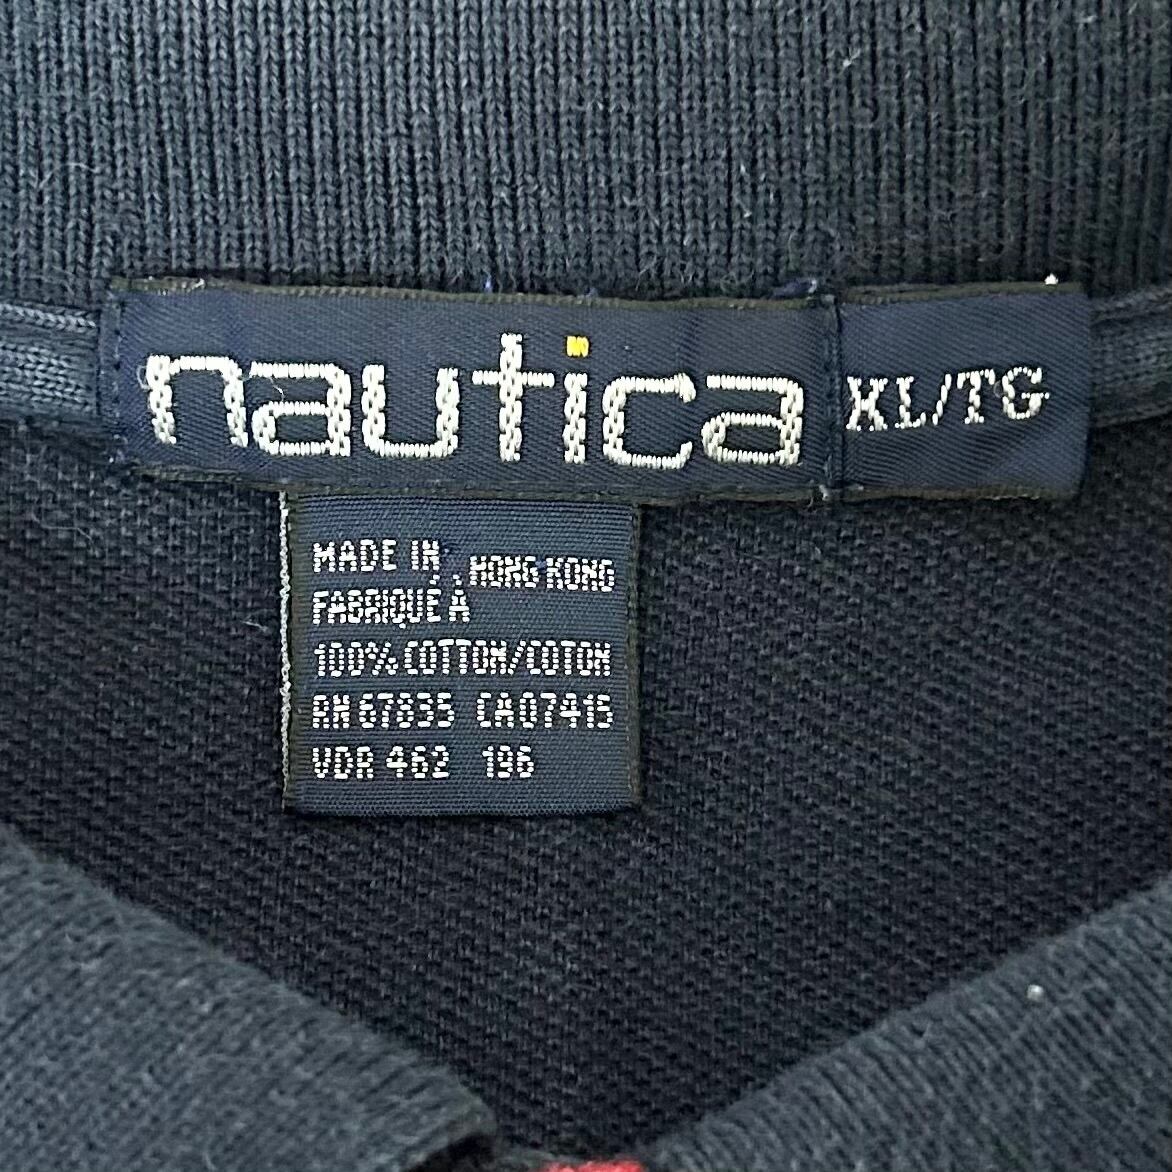 nautica
XL/TG
MADE IN
HONG KONG
FABRIQUÉ À
100% COTTON/COTON
RN 67835 CA07415
VDR 462 196